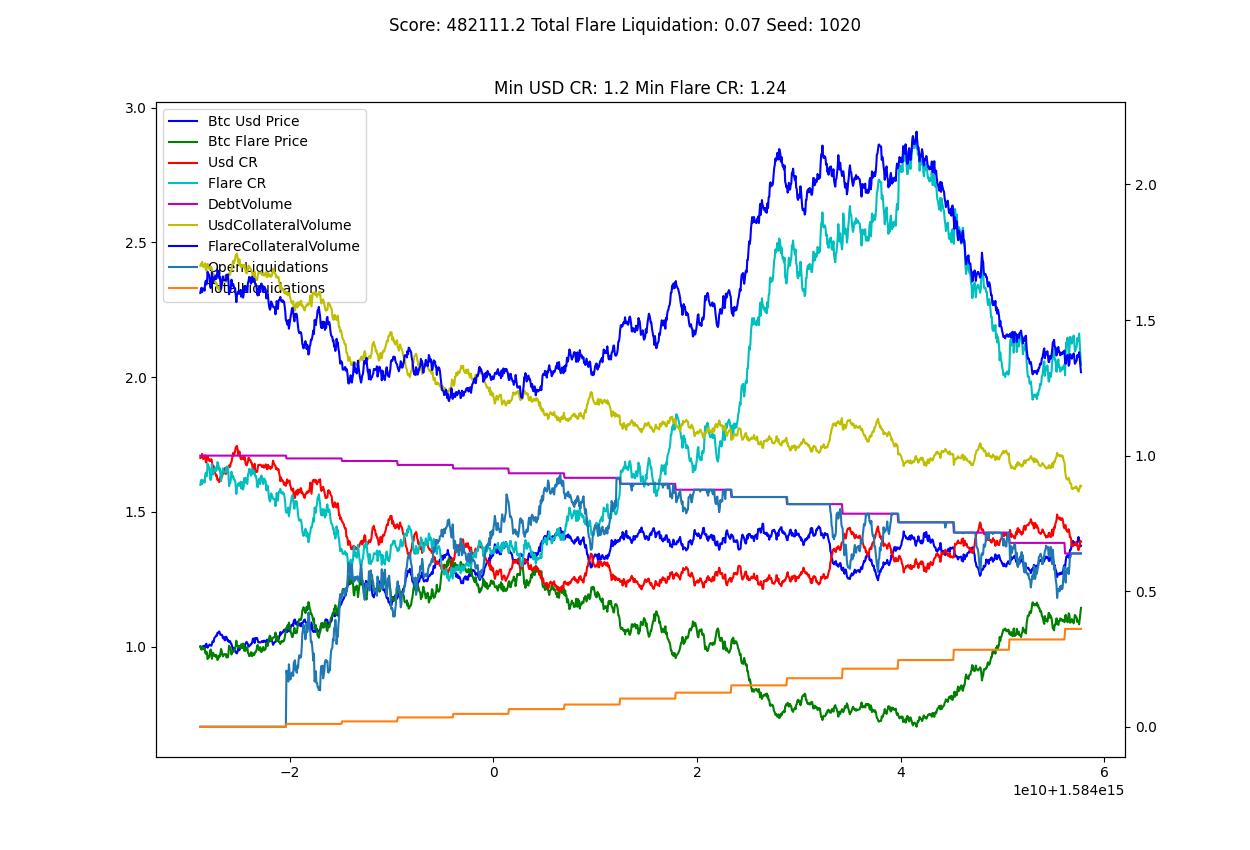 Score: 482111.2 Total Flare Liquidation: 0.07 Seed: 1020
Min USD CR: 1.2 Min Flare CR: 1.24
3.0
2.5
2.0
1.5
1.0
Btc Usd Price
Btc Flare Price
Usd CR
Flare CR
DebtVolume
UsdCollateralVolume
FlareCollateralVolume
OpenLiquidations
TotalLiquidations
2.0
1.5
1.0
0.5
0.0
−2 0 2 4 6
1e10+1.584e15